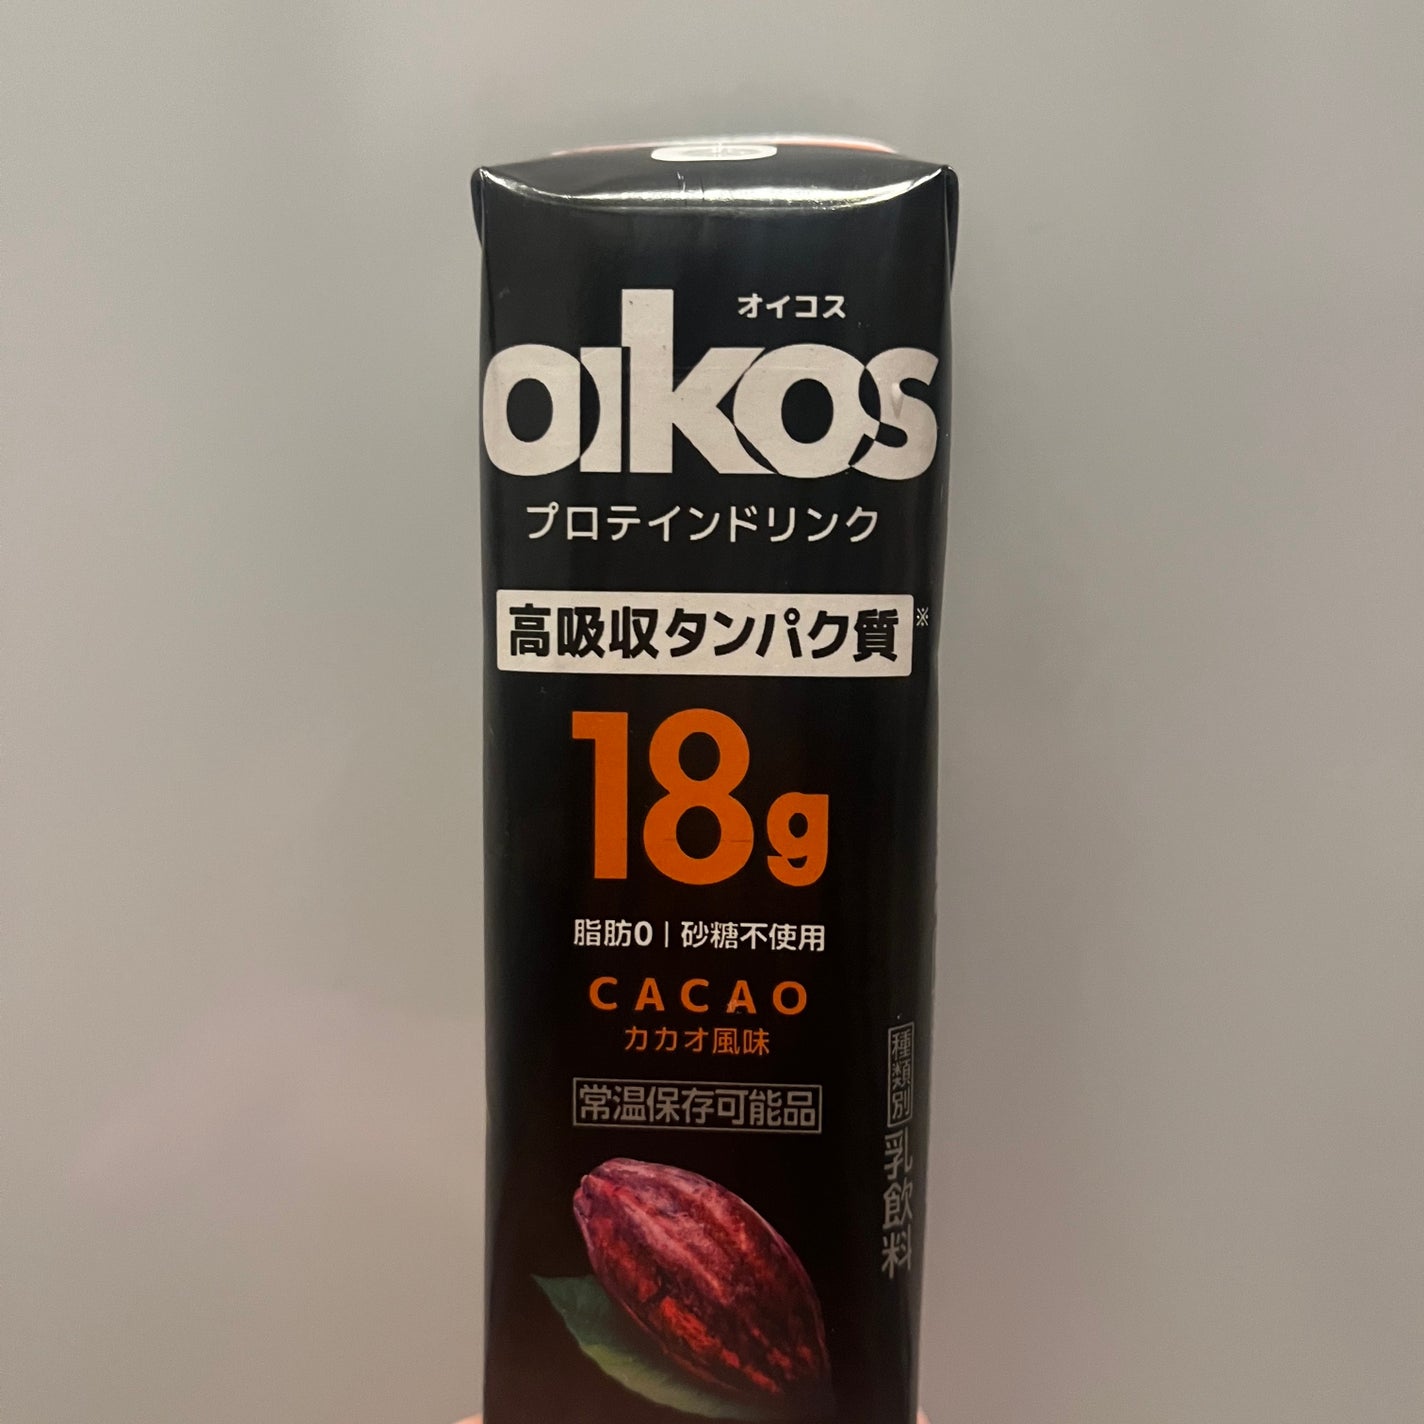 オイコス
oikos
プロテインドリンク
高吸収タンパク質※
18g
脂肪0 | 砂糖不使用
CACAO
カカオ風味
常温保存可能品
種類別 乳飲料